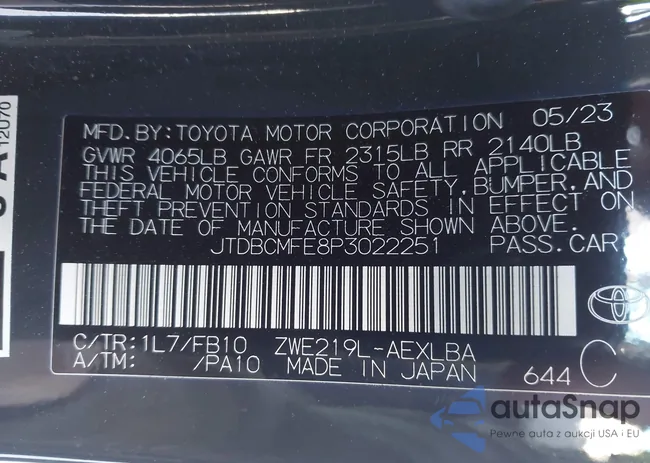 12U70
MFD.BY:TOYOTA MOTOR CORPORATION 05/23
GVWR 4065LB GAWR FR 2315LB RR 2140LB
THIS VEHICLE CONFORMS TO ALL APPLICABLE
FEDERAL MOTOR VEHICLE SAFETY,BUMPER,AND
THEFT PREVENTION STANDARDS IN EFFECT ON
THE DATE OF MANUFACTURE SHOWN ABOVE.
JTDBCMFE8P3022251 PASS.CAR
C/TR:1L7/FB10 ZWE219L-AEXLBA
A/TM: /PA10 MADE IN JAPAN 644 C
autaSnap
Pewne auta z aukcji USA i EU